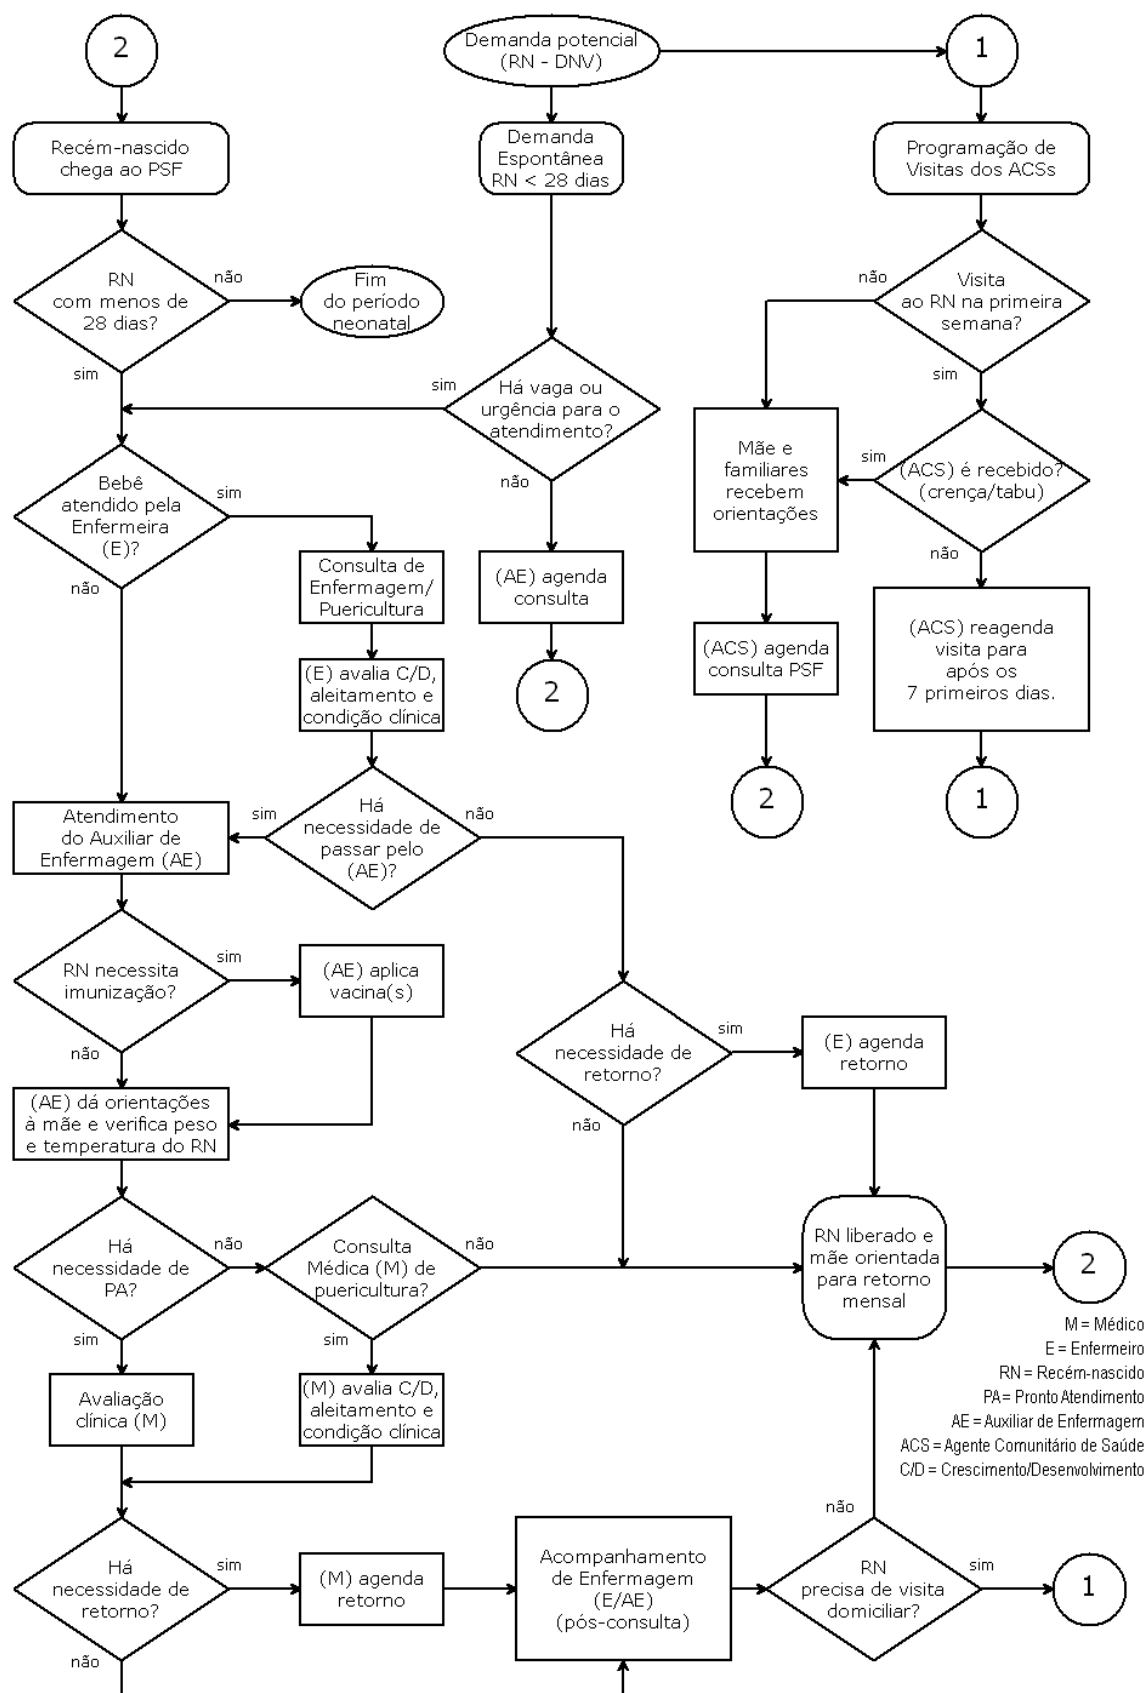 2
Demanda potencial
(RN - DNV)
1
Recém-nascido
chega ao PSF
Demanda
Espontânea
RN < 28 dias
Programação de
Visitas dos ACSs
RN
com menos de
28 dias?
não
sim
Fim
do período
neonatal
não
Visita
ao RN na primeira
semana?
sim
sim
Há vaga ou
urgência para o
atendimento?
não
Mãe e
familiares
recebem
orientações
sim
(ACS) é recebido?
(crença/tabu)
não
Bebê
atendido pela
Enfermeira
(E)?
sim
não
Consulta de
Enfermagem/
Puericultura
(AE) agenda
consulta
(ACS) agenda
consulta PSF
(ACS) reagenda
visita para
após os
7 primeiros dias.
(E) avalia C/D,
aleitamento e
condição clínica
2
2
1
Atendimento
do Auxiliar de
Enfermagem (AE)
sim
Há
necessidade de
passar pelo
(AE)?
não
RN necessita
imunização?
sim
não
(AE) aplica
vacina(s)
Há
necessidade de
retorno?
sim
não
(E) agenda
retorno
(AE) dá orientações
à mãe e verifica peso
e temperatura do RN
Há
necessidade de
PA?
não
sim
Consulta
Médica (M) de
puericultura?
não
sim
RN liberado e
mãe orientada
para retorno
mensal
2
M = Médico
E = Enfermeiro
RN = Recém-nascido
PA = Pronto Atendimento
AE = Auxiliar de Enfermagem
ACS = Agente Comunitário de Saúde
C/D = Crescimento/Desenvolvimento
Avaliação
clínica (M)
(M) avalia C/D,
aleitamento e
condição clínica
Há
necessidade de
retorno?
sim
não
(M) agenda
retorno
Acompanhamento
de Enfermagem
(E/AE)
(pós-consulta)
não
RN
precisa de visita
domiciliar?
sim
1